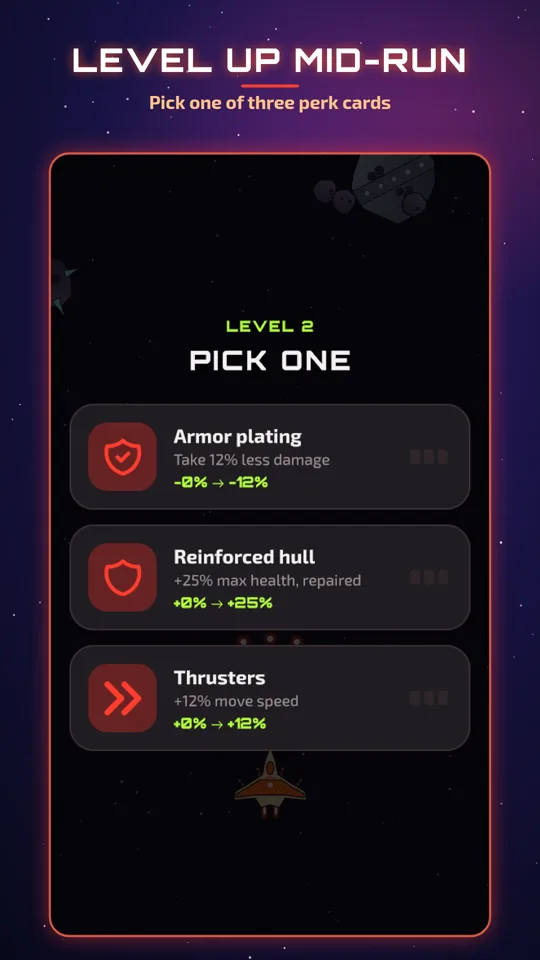 LEVEL UP MID-RUN
Pick one of three perk cards
LEVEL 2
PICK ONE
Armor plating
Take 12% less damage
-0% → -12%
Reinforced hull
+25% max health, repaired
+0% → +25%
Thrusters
+12% move speed
+0% → +12%